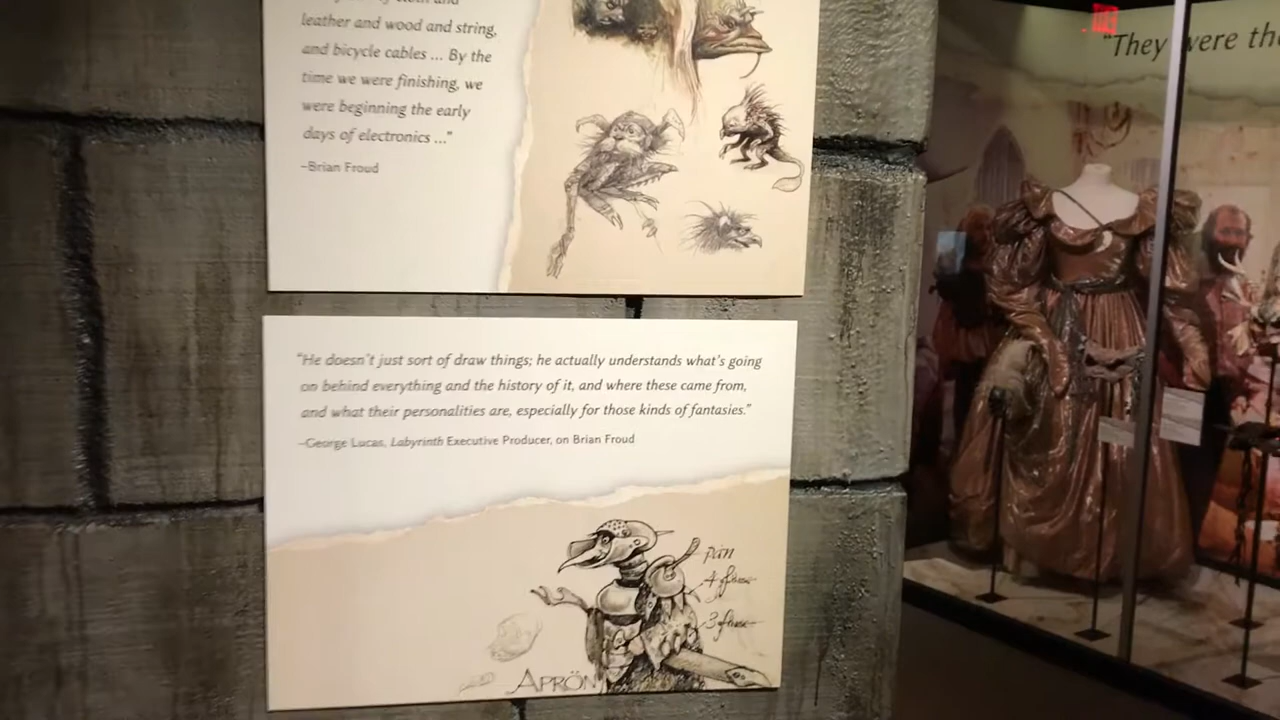 leather and wood and string,
and bicycle cables ... By the
time we were finishing, we
were beginning the early
days of electronics ..."
–Brian Froud
"He doesn't just sort of draw things; he actually understands what's going
on behind everything and the history of it, and where these came from,
and what their personalities are, especially for those kinds of fantasies."
–George Lucas, Labyrinth Executive Producer, on Brian Froud
pan
APRÖN
"They were